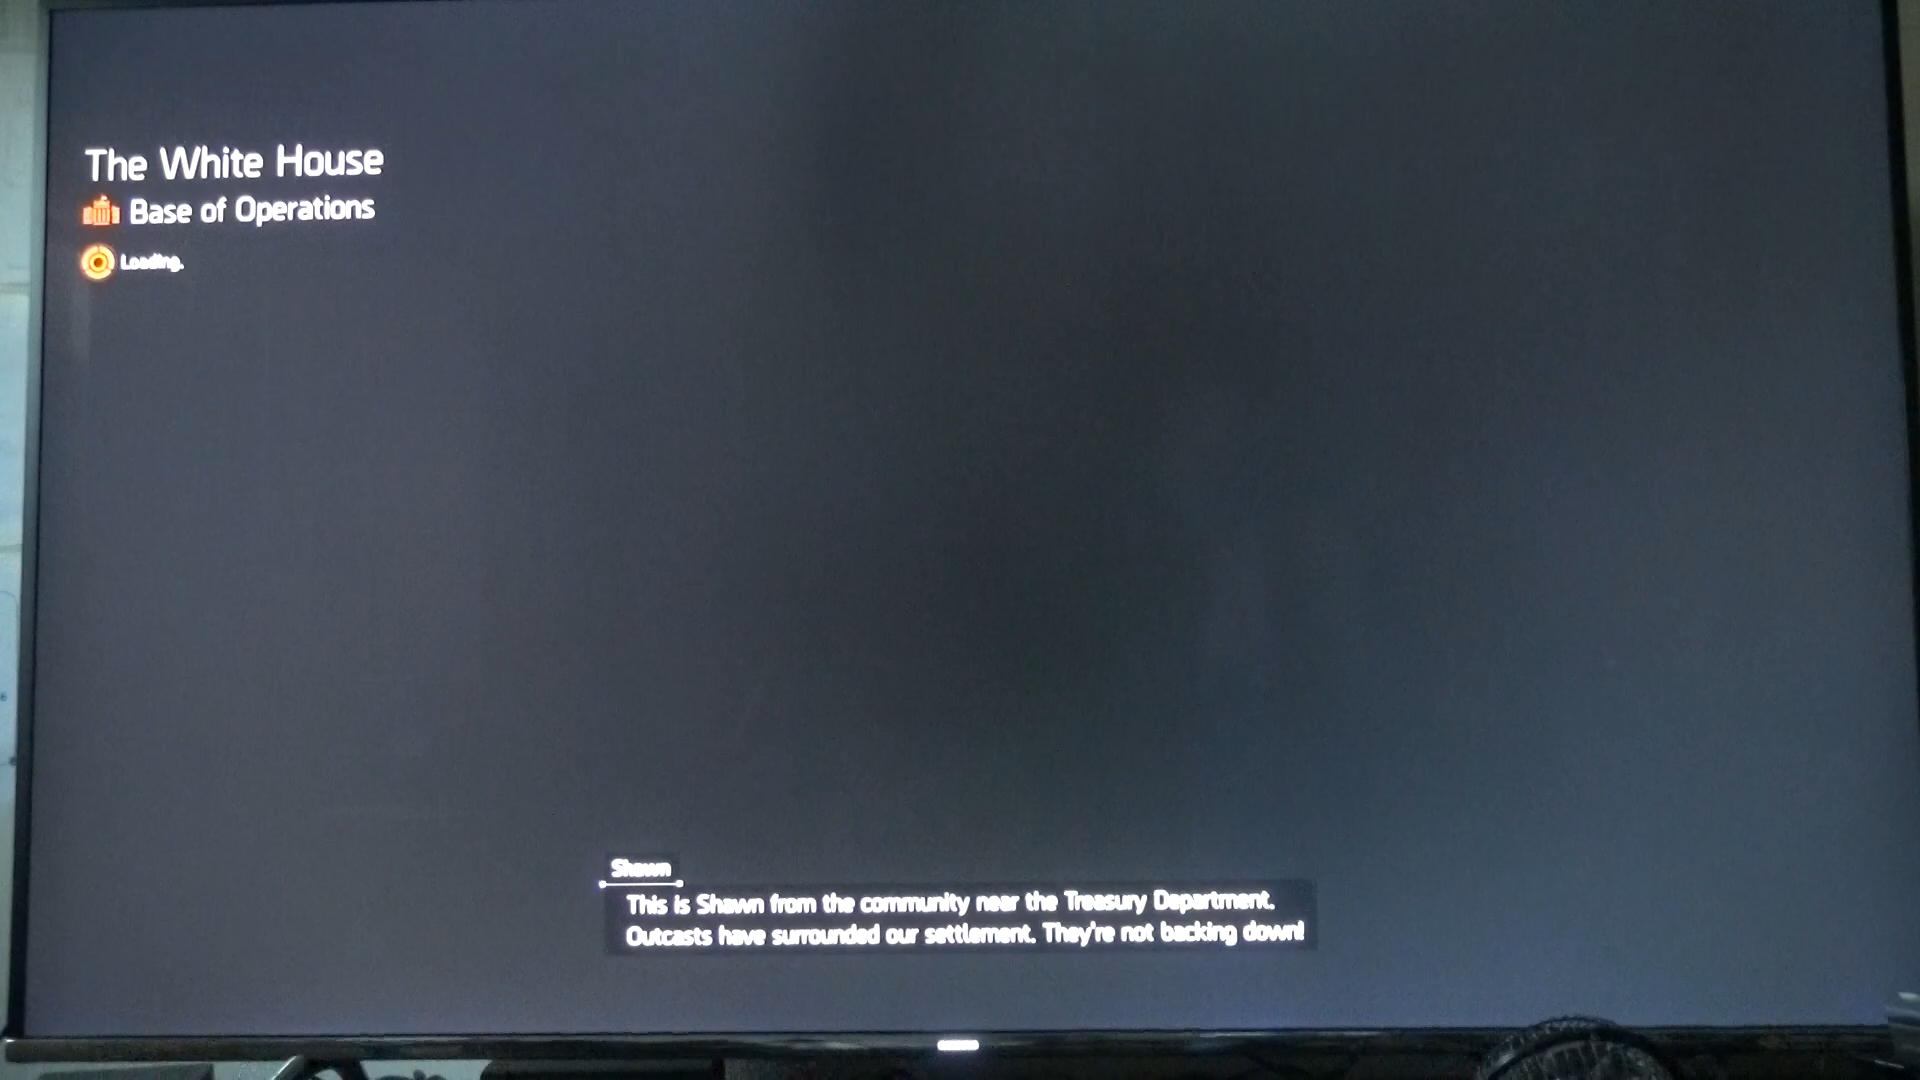 The White House
Base of Operations
Loading.
Shawn
This is Shawn from the community near the Treasury Department.
Outcasts have surrounded our settlement. They're not backing down!